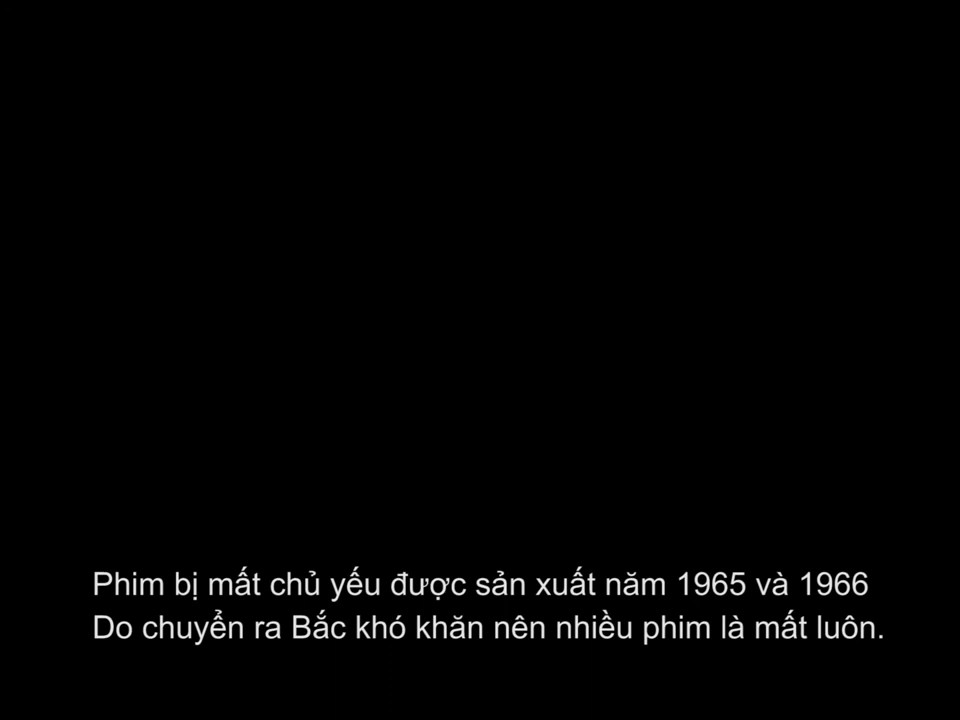 Phim bị mất chủ yếu được sản xuất năm 1965 và 1966
Do chuyển ra Bắc khó khăn nên nhiều phim là mất luôn.